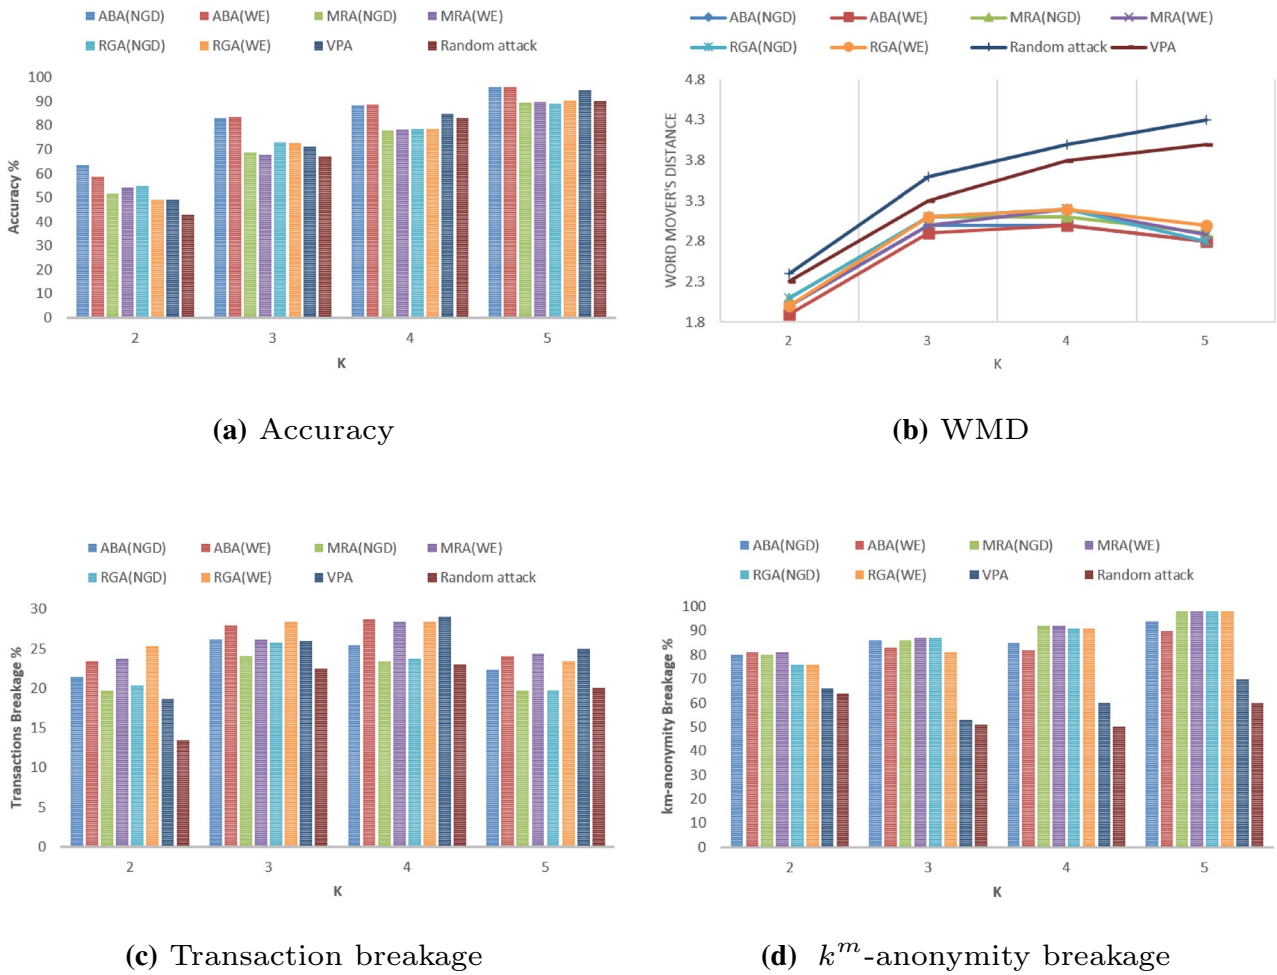 ABA(NGD) ABA(WE) MRA(NGD) MRA(WE)
RGA(NGD) RGA(WE) VPA Random attack
100
90
80
70
60
50
40
30
20
10
0
Accuracy %
2 3 4 5
K
(a) Accuracy
ABA(NGD) ABA(WE) MRA(NGD) MRA(WE)
RGA(NGD) RGA(WE) Random attack VPA
4.8
4.3
3.8
3.3
2.8
2.3
1.8
WORD MOVER'S DISTANCE
2 3 4 5
K
(b) WMD
ABA(NGD) ABA(WE) MRA(NGD) MRA(WE)
RGA(NGD) RGA(WE) VPA Random attack
30
25
20
15
10
5
0
Transactions Breakage %
2 3 4 5
K
(c) Transaction breakage
ABA(NGD) ABA(WE) MRA(NGD) MRA(WE)
RGA(NGD) RGA(WE) VPA Random attack
100
90
80
70
60
50
40
30
20
10
0
km-anonymity Breakage %
2 3 4 5
K
(d) k^m-anonymity breakage